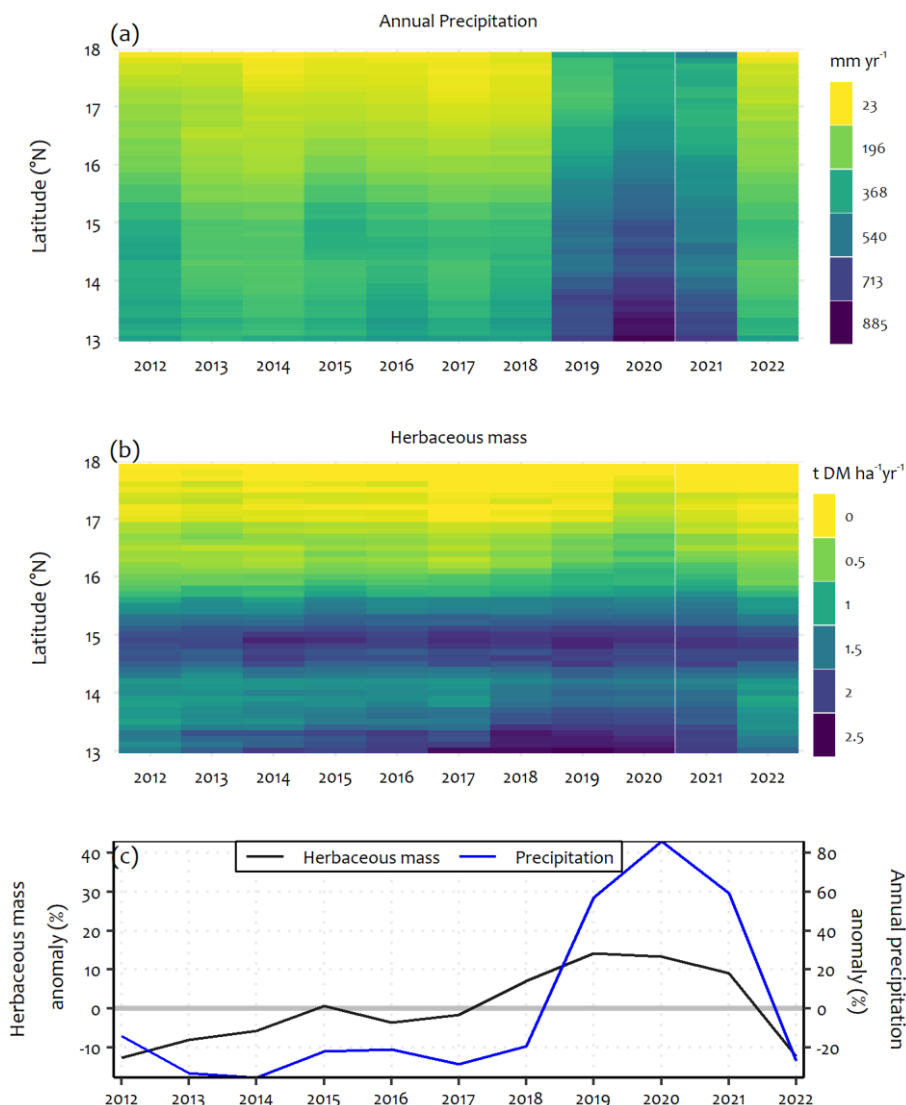 Annual Precipitation
(a)
mm yr⁻¹
18
17
16
15
14
13
Latitude (°N)
23
196
368
540
713
885
2012 2013 2014 2015 2016 2017 2018 2019 2020 2021 2022
Herbaceous mass
(b)
t DM ha⁻¹yr⁻¹
18
17
16
15
14
13
Latitude (°N)
0
0.5
1
1.5
2
2.5
2012 2013 2014 2015 2016 2017 2018 2019 2020 2021 2022
(c)
Herbaceous mass Precipitation
Herbaceous mass
anomaly (%)
40
30
20
10
0
-10
80
60
40
20
0
-20
Annual precipitation
anomaly (%)
2012 2013 2014 2015 2016 2017 2018 2019 2020 2021 2022